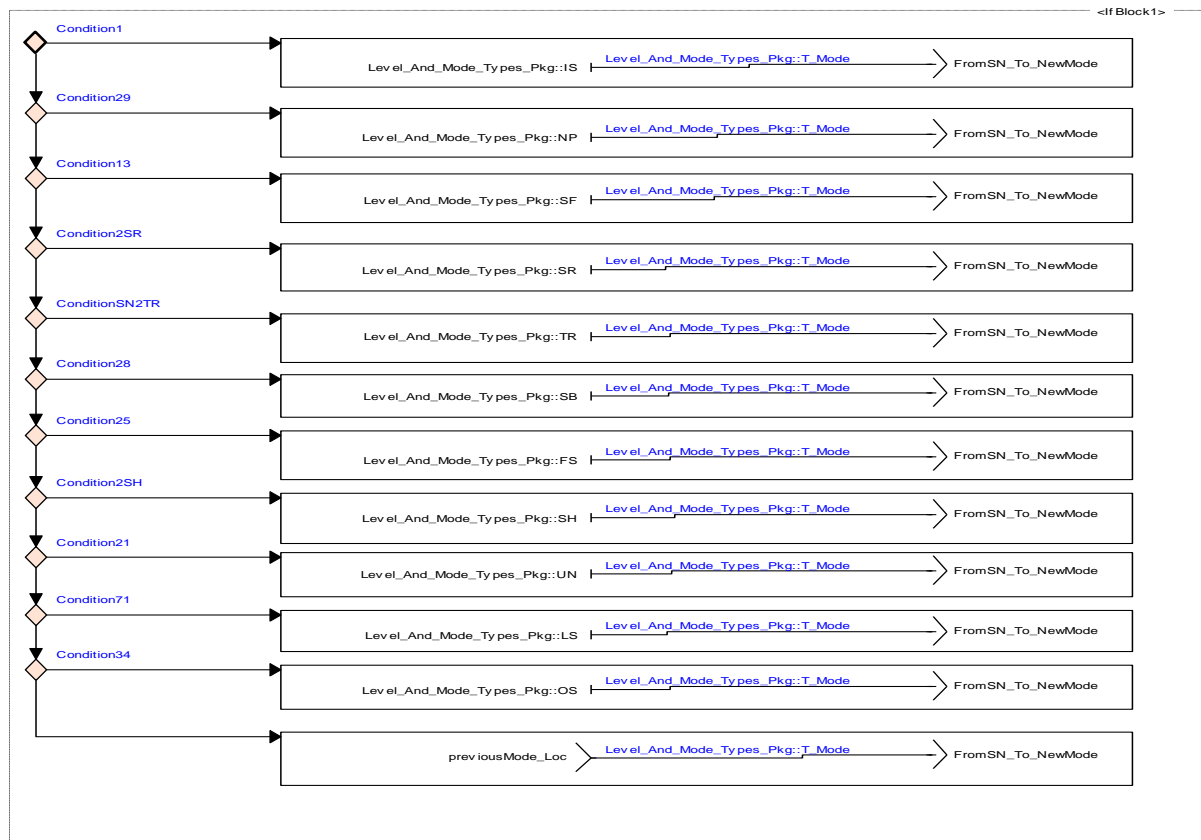 <If Block1>
Condition1
Level_And_Mode_Types_Pkg::IS Level_And_Mode_Types_Pkg::T_Mode FromSN_To_NewMode
Condition29
Level_And_Mode_Types_Pkg::NP Level_And_Mode_Types_Pkg::T_Mode FromSN_To_NewMode
Condition13
Level_And_Mode_Types_Pkg::SF Level_And_Mode_Types_Pkg::T_Mode FromSN_To_NewMode
Condition2SR
Level_And_Mode_Types_Pkg::SR Level_And_Mode_Types_Pkg::T_Mode FromSN_To_NewMode
ConditionSN2TR
Level_And_Mode_Types_Pkg::TR Level_And_Mode_Types_Pkg::T_Mode FromSN_To_NewMode
Condition28
Level_And_Mode_Types_Pkg::SB Level_And_Mode_Types_Pkg::T_Mode FromSN_To_NewMode
Condition25
Level_And_Mode_Types_Pkg::FS Level_And_Mode_Types_Pkg::T_Mode FromSN_To_NewMode
Condition2SH
Level_And_Mode_Types_Pkg::SH Level_And_Mode_Types_Pkg::T_Mode FromSN_To_NewMode
Condition21
Level_And_Mode_Types_Pkg::UN Level_And_Mode_Types_Pkg::T_Mode FromSN_To_NewMode
Condition71
Level_And_Mode_Types_Pkg::LS Level_And_Mode_Types_Pkg::T_Mode FromSN_To_NewMode
Condition34
Level_And_Mode_Types_Pkg::OS Level_And_Mode_Types_Pkg::T_Mode FromSN_To_NewMode
previousMode_Loc Level_And_Mode_Types_Pkg::T_Mode FromSN_To_NewMode